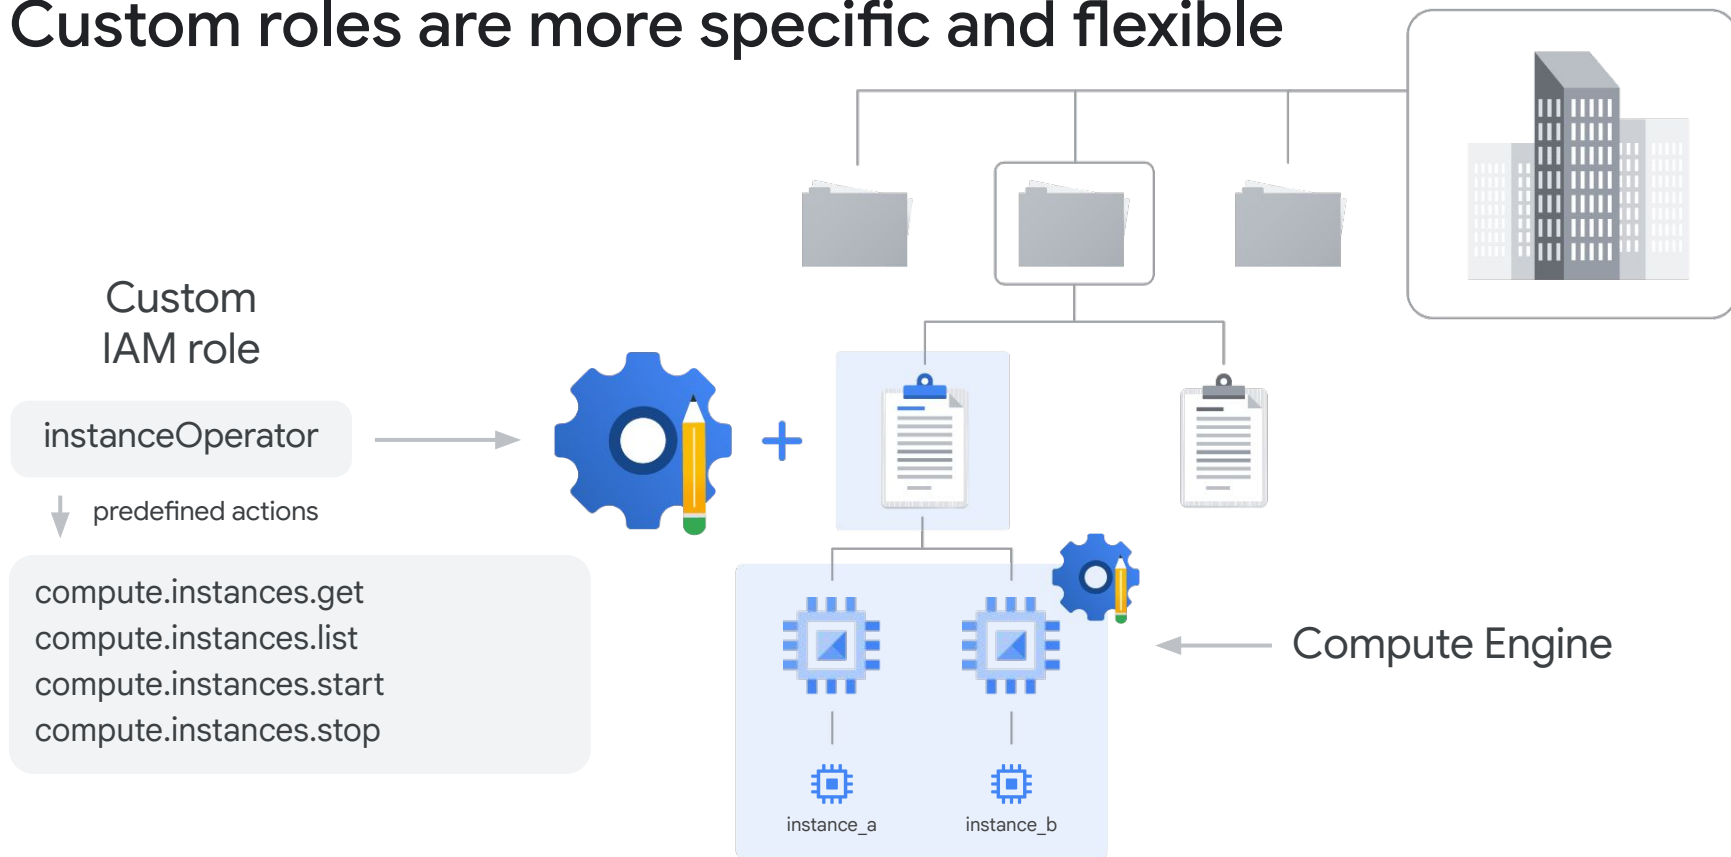 Custom roles are more specific and flexible
Custom
IAM role
instanceOperator
predefined actions
compute.instances.get
compute.instances.list
compute.instances.start
compute.instances.stop
Compute Engine
instance_a
instance_b